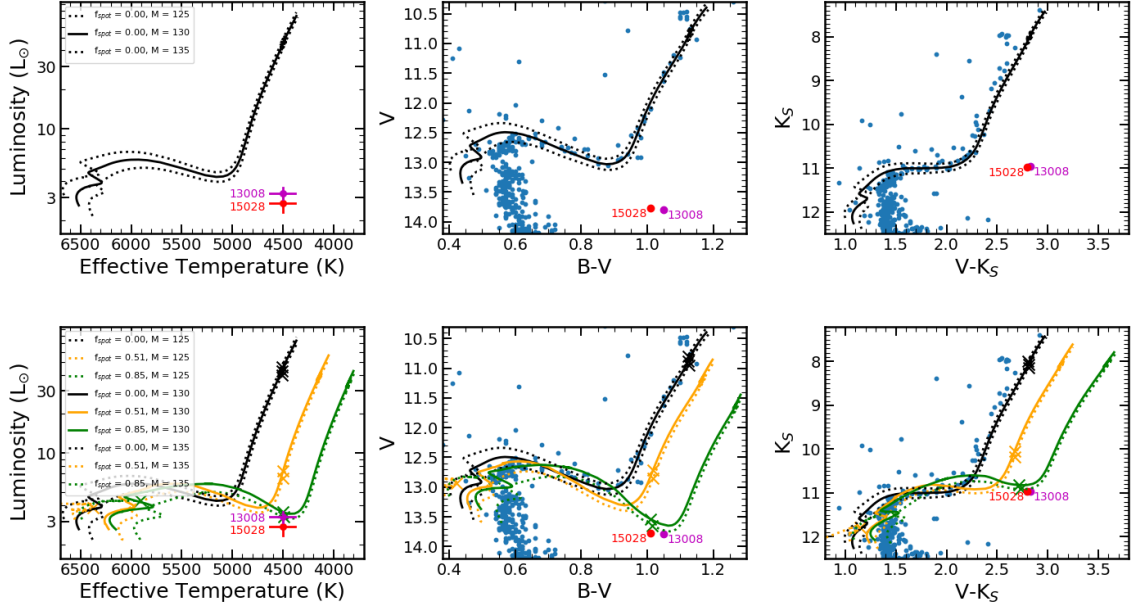 f_spot = 0.00, M = 125
f_spot = 0.00, M = 130
f_spot = 0.00, M = 135
Luminosity (L⊙)
30
10
3
13008
15028
6500 6000 5500 5000 4500 4000
Effective Temperature (K)
V
10.5
11.0
11.5
12.0
12.5
13.0
13.5
14.0
15028
13008
0.4 0.6 0.8 1.0 1.2
B-V
K_S
8
9
10
11
12
15028
13008
1.0 1.5 2.0 2.5 3.0 3.5
V-K_S
f_spot = 0.00, M = 125
f_spot = 0.51, M = 125
f_spot = 0.85, M = 125
f_spot = 0.00, M = 130
f_spot = 0.51, M = 130
f_spot = 0.85, M = 130
f_spot = 0.00, M = 135
f_spot = 0.51, M = 135
f_spot = 0.85, M = 135
Luminosity (L⊙)
30
10
3
13008
15028
6500 6000 5500 5000 4500 4000
Effective Temperature (K)
V
10.5
11.0
11.5
12.0
12.5
13.0
13.5
14.0
15028
13008
0.4 0.6 0.8 1.0 1.2
B-V
K_S
8
9
10
11
12
15028
13008
1.0 1.5 2.0 2.5 3.0 3.5
V-K_S